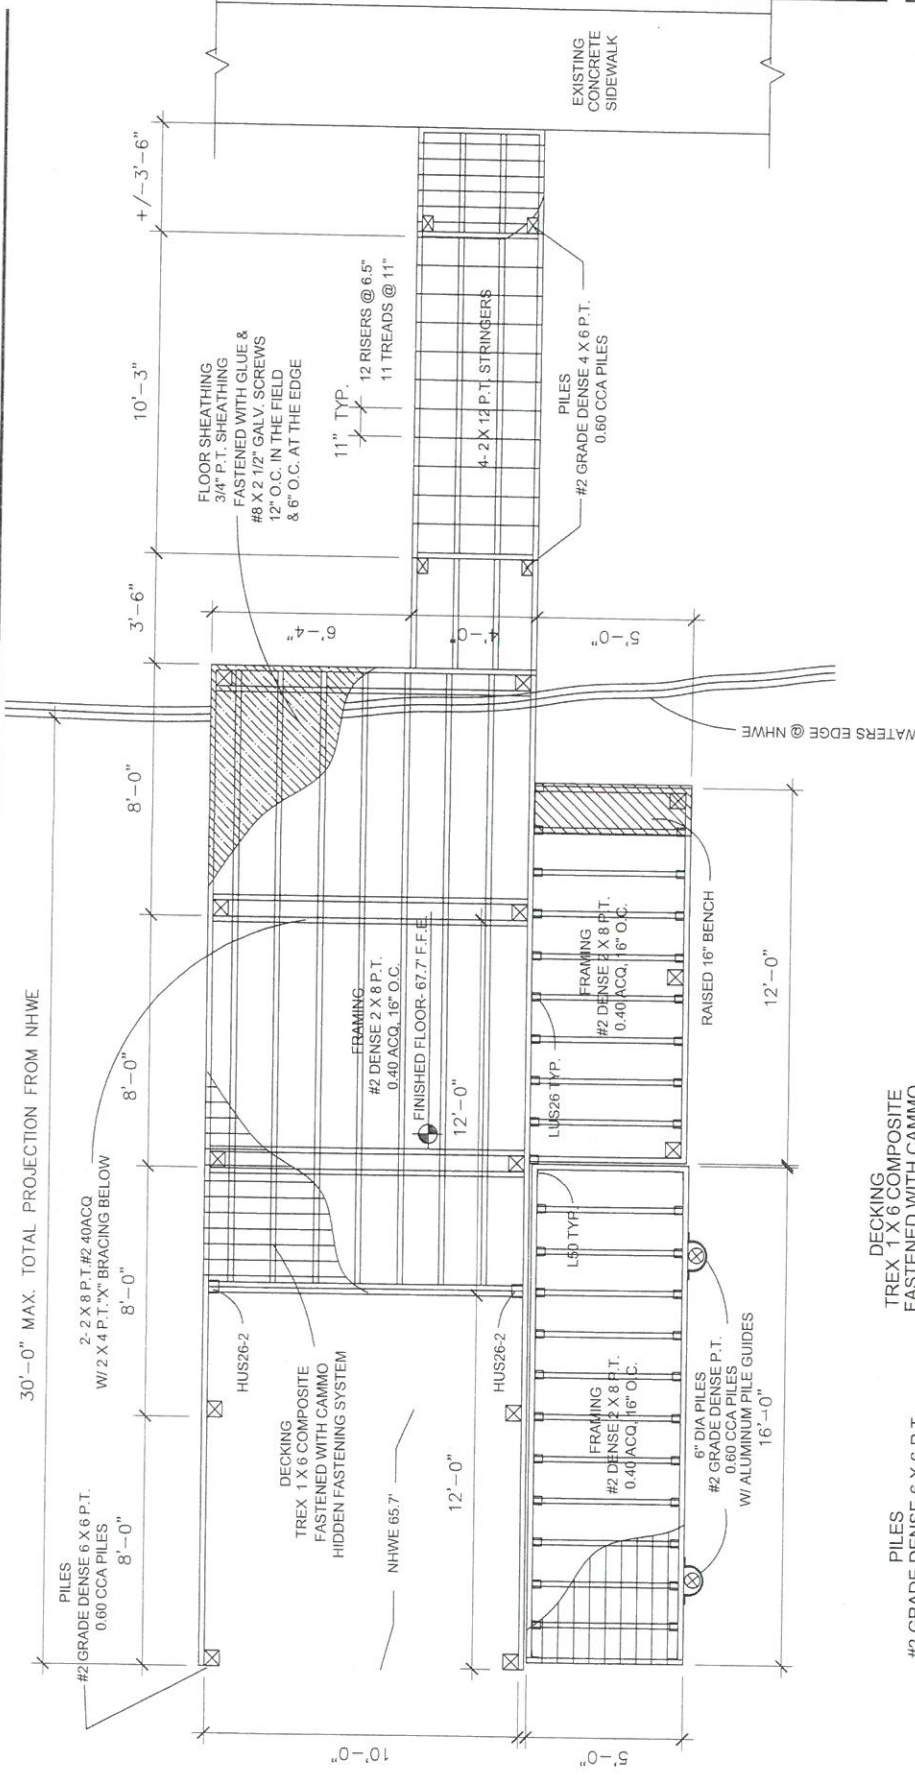 30'-0" MAX. TOTAL PROJECTION FROM NHWE
PILES
#2 GRADE DENSE 6 X 6 P.T.
0.60 CCA PILES
8'-0"
2- 2 X 8 P.T.#2 40ACQ
W/ 2 X 4 P.T."X" BRACING BELOW
8'-0"
8'-0"
8'-0"
3'-6"
10'-3"
+/-3'-6"
FLOOR SHEATHING
3/4" P.T. SHEATHING
FASTENED WITH GLUE &
#8 X 2 1/2" GALV. SCREWS
12" O.C. IN THE FIELD
& 6" O.C. AT THE EDGE
11" TYP.
12 RISERS @ 6.5"
11 TREADS @ 11"
EXISTING
CONCRETE
SIDEWALK
HUS26-2
HUS26-2
DECKING
TREX 1 X 6 COMPOSITE
FASTENED WITH CAMMO
HIDDEN FASTENING SYSTEM
NHWE 65.7'
12'-0"
FRAMING
#2 DENSE 2 X 8 P.T.
0.40 ACQ, 16" O.C.
FINISHED FLOOR- 67.7' F.F.E.
12'-0"
6'-4"
4'-0"
5'-0"
4- 2 X 12 P.T. STRINGERS
PILES
#2 GRADE DENSE 4 X 6 P.T.
0.60 CCA PILES
WATERS EDGE @ NHWE
10'-0"
5'-0"
FRAMING
#2 DENSE 2 X 8 P.T.
0.40 ACQ, 16" O.C.
L50 TYP.
LUS26 TYP.
FRAMING
#2 DENSE 2 X 8 P.T.
0.40 ACQ, 16" O.C.
RAISED 16" BENCH
6" DIA PILES
#2 GRADE DENSE P.T.
0.60 CCA PILES
W/ ALUMINUM PILE GUIDES
16'-0"
12'-0"
PILES
#2 GRADE DENSE 6 X 6 P.T.
DECKING
TREX 1 X 6 COMPOSITE
FASTENED WITH CAMMO